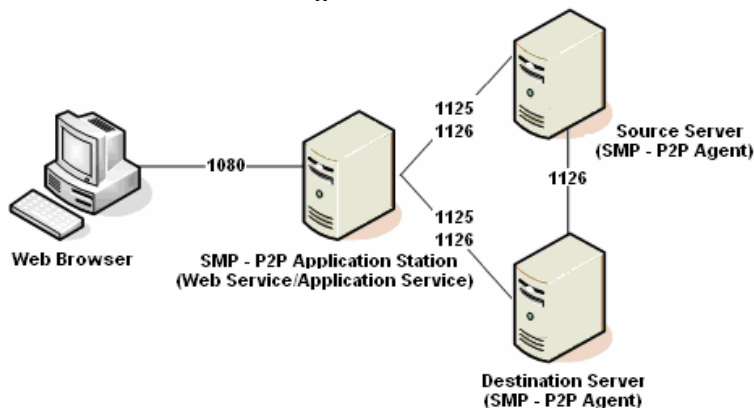 1125
1126
Source Server
(SMP - P2P Agent)
1080
1126
Web Browser
SMP - P2P Application Station
(Web Service/Application Service)
1125
1126
Destination Server
(SMP - P2P Agent)